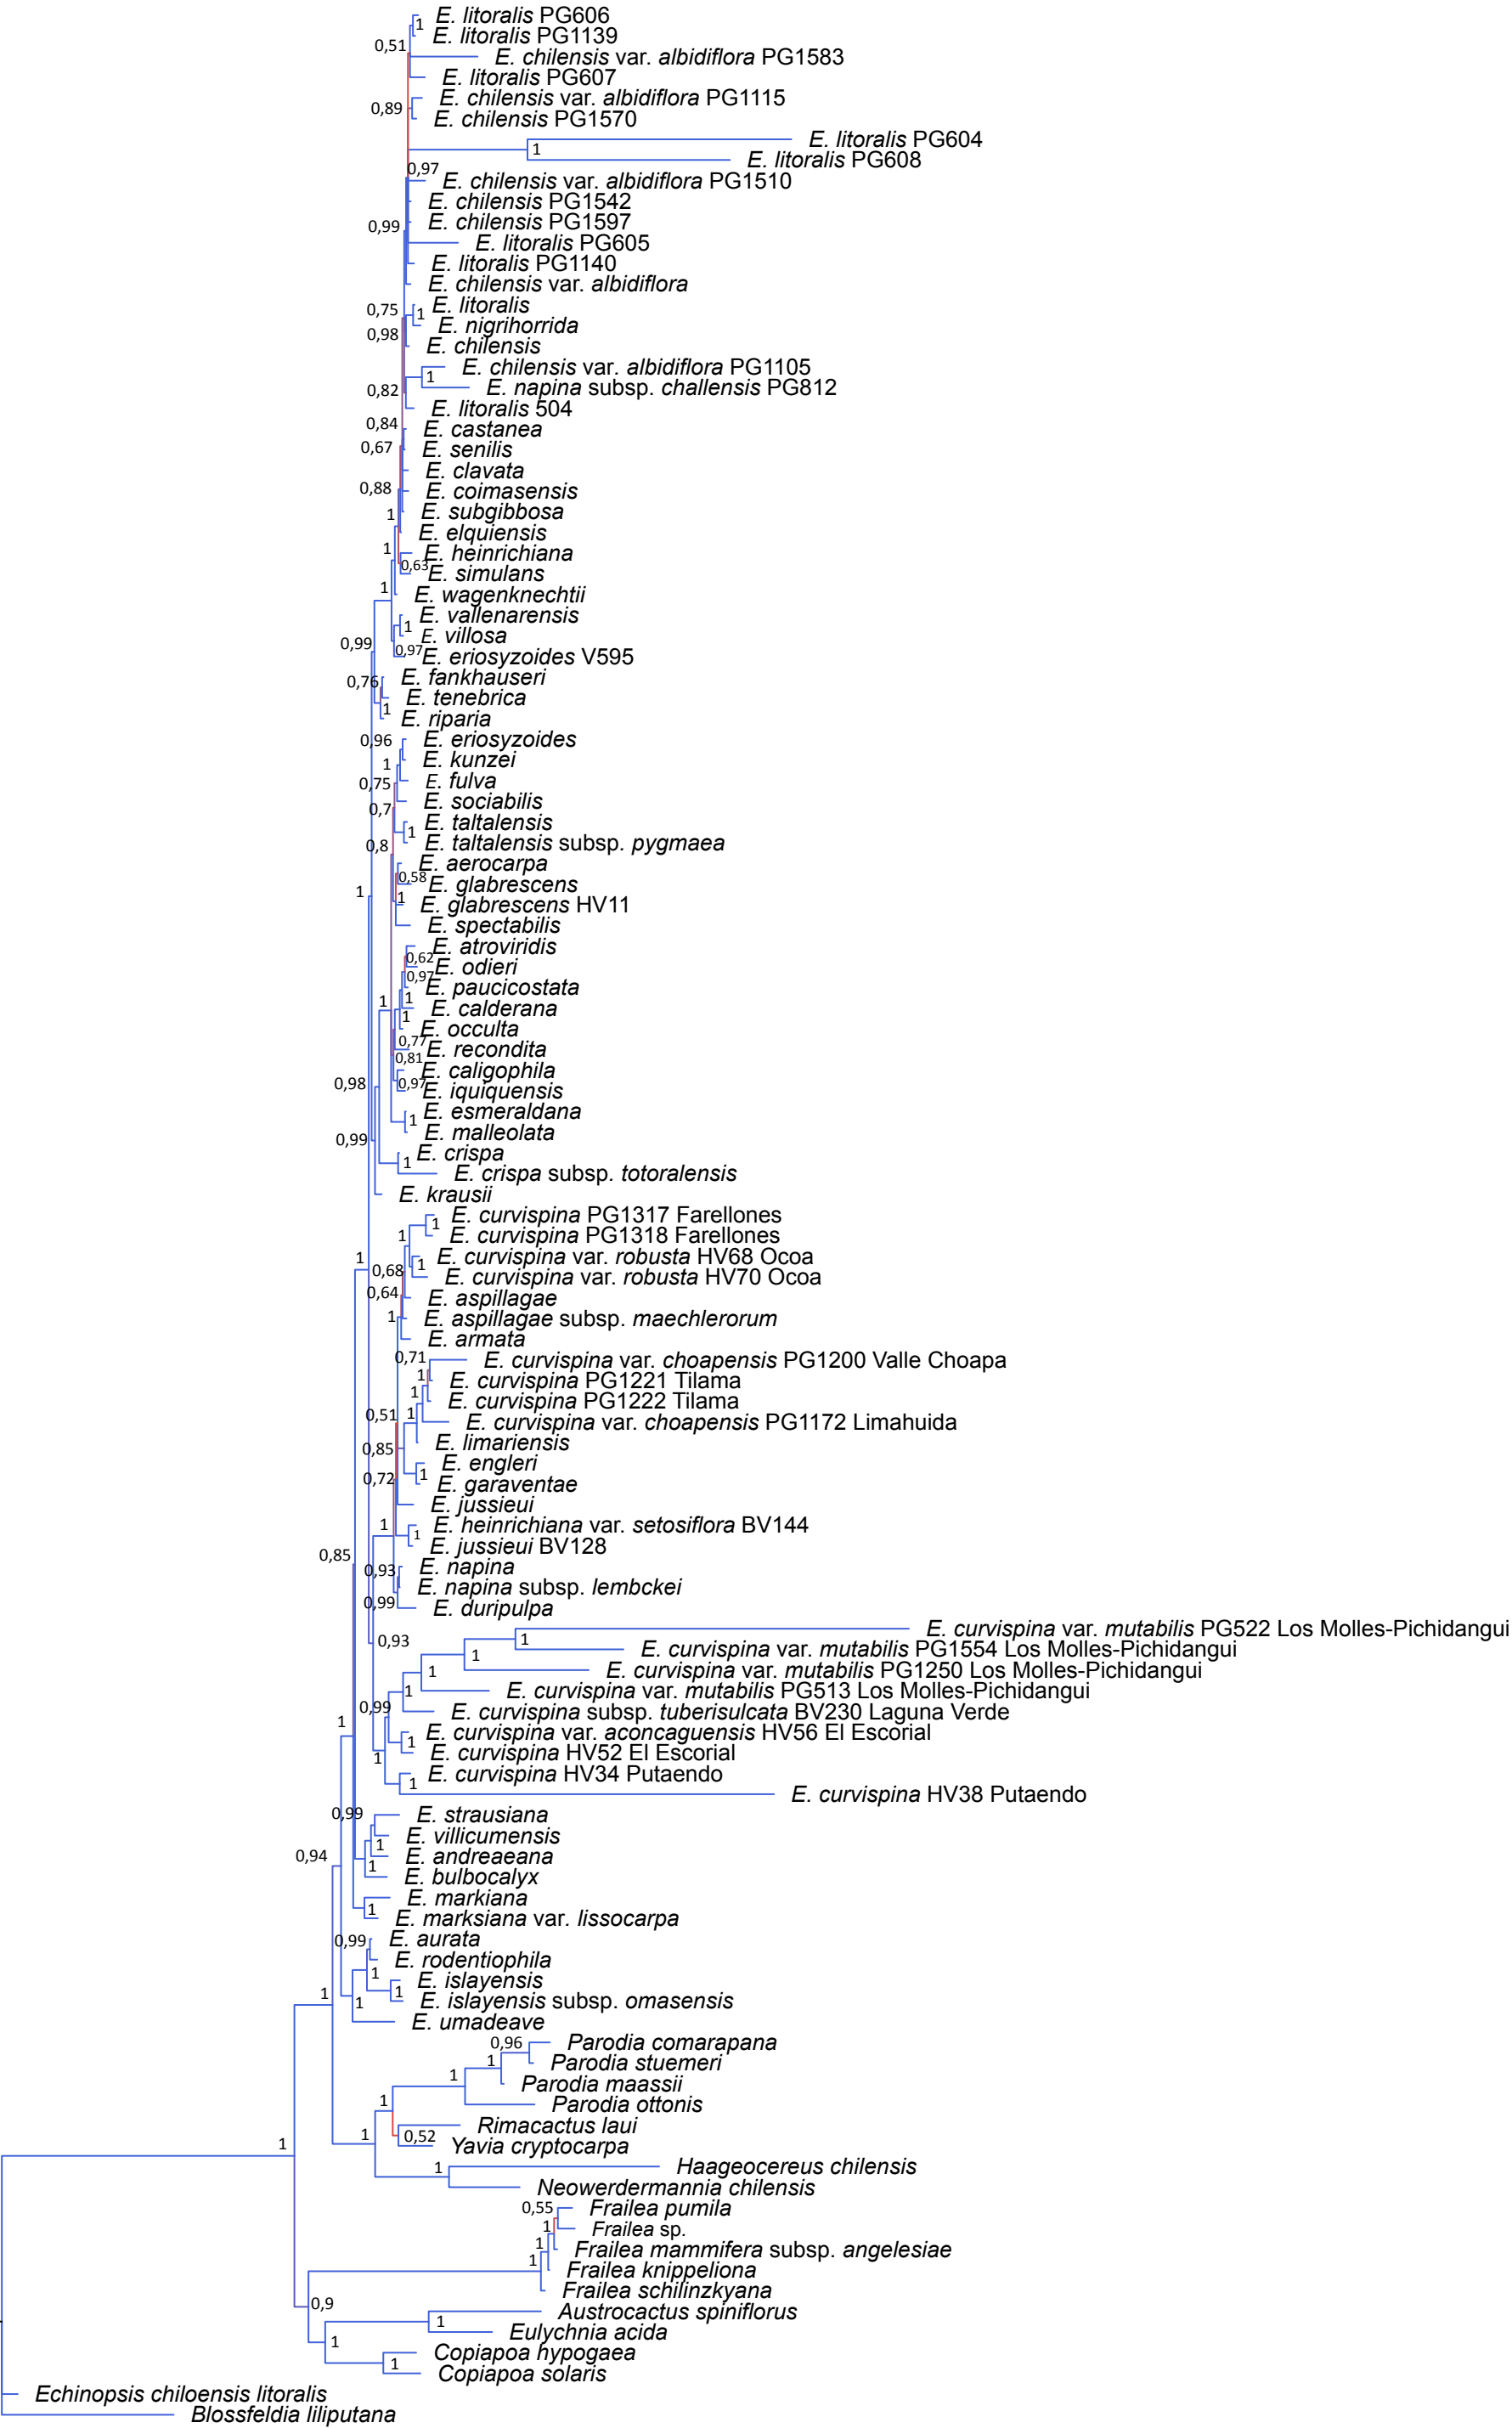 E. litoralis PG606
1
E. litoralis PG1139
0,51
E. chilensis var. albidiflora PG1583
E. litoralis PG607
E. chilensis var. albidiflora PG1115
0,89
E. chilensis PG1570
E. litoralis PG604
1
E. litoralis PG608
0,97
E. chilensis var. albidiflora PG1510
E. chilensis PG1542
E. chilensis PG1597
0,99
E. litoralis PG605
E. litoralis PG1140
E. chilensis var. albidiflora
E. litoralis
0,75
1
E. nigrihorrida
0,98
E. chilensis
E. chilensis var. albidiflora PG1105
1
E. napina subsp. challensis PG812
0,82
E. litoralis 504
0,84
E. castanea
0,67
E. senilis
E. clavata
0,88
E. coimasensis
E. subgibbosa
1
E. elquiensis
1
E. heinrichiana
0,63
E. simulans
1
E. wagenknechtii
E. vallenarensis
1
E. villosa
0,99
0,97
E. eriosyzoides V595
E. fankhauseri
0,76
E. tenebrica
1
E. riparia
0,96
E. eriosyzoides
E. kunzei
1
0,75
E. fulva
E. sociabilis
0,7
E. taltalensis
1
E. taltalensis subsp. pygmaea
0,8
E. aerocarpa
0,58
E. glabrescens
1
1
E. glabrescens HV11
E. spectabilis
E. atroviridis
0,62
E. odieri
0,97
E. paucicostata
1
1
E. calderana
1
E. occulta
0,77
E. recondita
0,81
E. caligophila
0,98
0,97
E. iquiquensis
E. esmeraldana
1
E. malleolata
0,99
E. crispa
1
E. crispa subsp. totoralensis
E. krausii
E. curvispina PG1317 Farellones
1
E. curvispina PG1318 Farellones
1
E. curvispina var. robusta HV68 Ocoa
1
1
0,68
E. curvispina var. robusta HV70 Ocoa
0,64
E. aspillagae
1
E. aspillagae subsp. maechlerorum
E. armata
0,71
E. curvispina var. choapensis PG1200 Valle Choapa
1
E. curvispina PG1221 Tilama
1
E. curvispina PG1222 Tilama
0,51
1
E. curvispina var. choapensis PG1172 Limahuida
E. limariensis
0,85
E. engleri
1
0,72
E. garaventae
E. jussieui
1
E. heinrichiana var. setosiflora BV144
1
E. jussieui BV128
0,85
0,93
E. napina
E. napina subsp. lembckei
0,99
E. duripulpa
E. curvispina var. mutabilis PG522 Los Molles-Pichidangui
0,93
1
E. curvispina var. mutabilis PG1554 Los Molles-Pichidangui
1
E. curvispina var. mutabilis PG1250 Los Molles-Pichidangui
1
E. curvispina var. mutabilis PG513 Los Molles-Pichidangui
1
0,99
E. curvispina subsp. tuberisulcata BV230 Laguna Verde
1
E. curvispina var. aconcaguensis HV56 El Escorial
1
E. curvispina HV52 El Escorial
1
E. curvispina HV34 Putaendo
1
E. curvispina HV38 Putaendo
0,99
E. strausiana
E. villicumensis
1
0,94
E. andreaeana
1
E. bulbocalyx
E. markiana
1
E. marksiana var. lissocarpa
0,99
E. aurata
E. rodentiophila
1
E. islayensis
1
1
1
E. islayensis subsp. omasensis
E. umadeave
0,96
Parodia comarapana
1
Parodia stuemeri
1
Parodia maassii
1
Parodia ottonis
Rimacactus laui
1
0,52
Yavia cryptocarpa
1
1
Haageocereus chilensis
Neowerdermannia chilensis
0,55
Frailea pumila
1
Frailea sp.
1
Frailea mammifera subsp. angelesiae
1
Frailea knippeliona
Frailea schilinzkyana
0,9
Austrocactus spiniflorus
1
Eulychnia acida
1
Copiapoa hypogaea
1
Copiapoa solaris
Echinopsis chiloensis litoralis
Blossfeldia liliputana